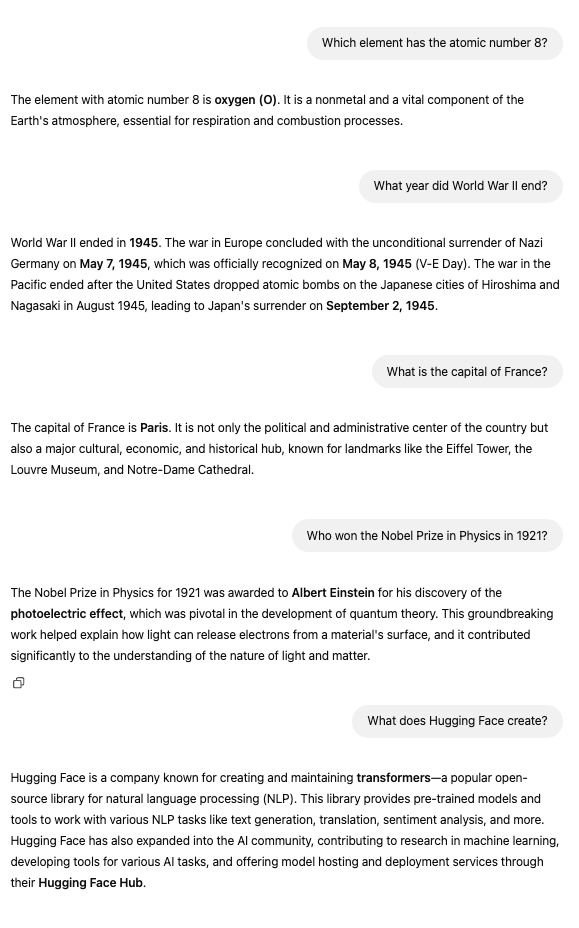 Which element has the atomic number 8?
The element with atomic number 8 is oxygen (O). It is a nonmetal and a vital component of the
Earth's atmosphere, essential for respiration and combustion processes.
What year did World War II end?
World War II ended in 1945. The war in Europe concluded with the unconditional surrender of Nazi
Germany on May 7, 1945, which was officially recognized on May 8, 1945 (V-E Day). The war in the
Pacific ended after the United States dropped atomic bombs on the Japanese cities of Hiroshima and
Nagasaki in August 1945, leading to Japan's surrender on September 2, 1945.
What is the capital of France?
The capital of France is Paris. It is not only the political and administrative center of the country but
also a major cultural, economic, and historical hub, known for landmarks like the Eiffel Tower, the
Louvre Museum, and Notre-Dame Cathedral.
Who won the Nobel Prize in Physics in 1921?
The Nobel Prize in Physics for 1921 was awarded to Albert Einstein for his discovery of the
photoelectric effect, which was pivotal in the development of quantum theory. This groundbreaking
work helped explain how light can release electrons from a material's surface, and it contributed
significantly to the understanding of the nature of light and matter.
What does Hugging Face create?
Hugging Face is a company known for creating and maintaining transformers—a popular open-
source library for natural language processing (NLP). This library provides pre-trained models and
tools to work with various NLP tasks like text generation, translation, sentiment analysis, and more.
Hugging Face has also expanded into the AI community, contributing to research in machine learning,
developing tools for various AI tasks, and offering model hosting and deployment services through
their Hugging Face Hub.